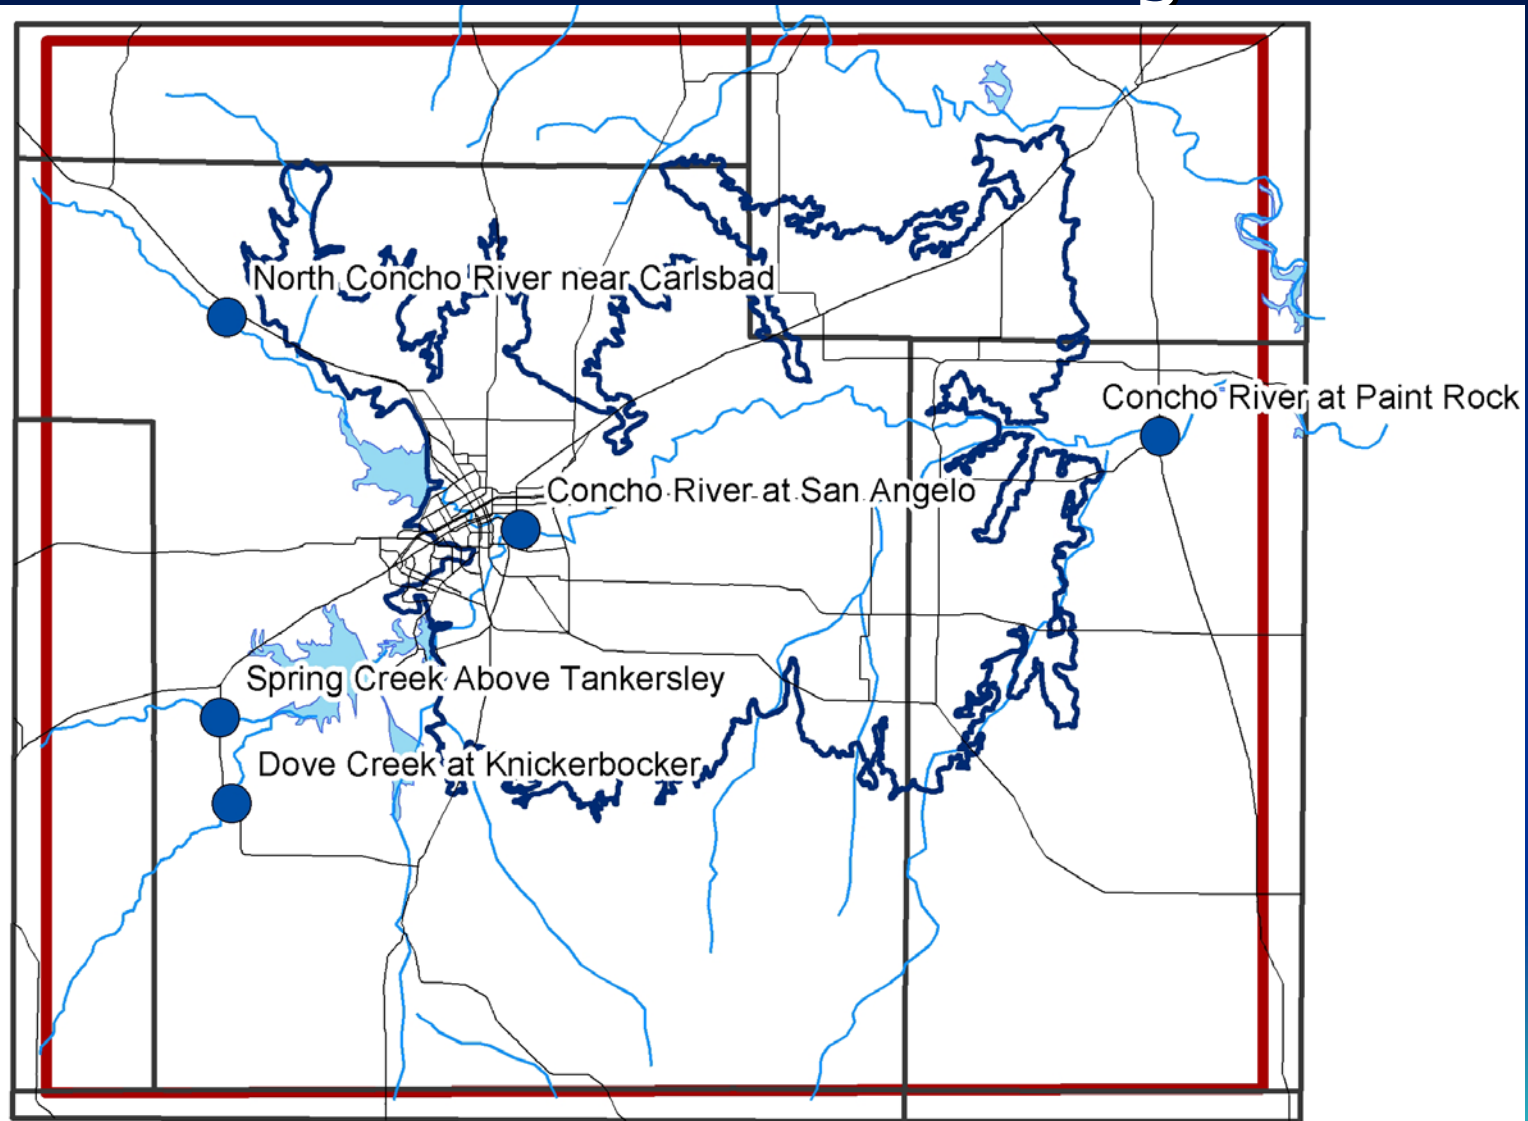 North Concho River near Carlsbad
Concho River at Paint Rock
Concho River at San Angelo
Spring Creek Above Tankersley
Dove Creek at Knickerbocker